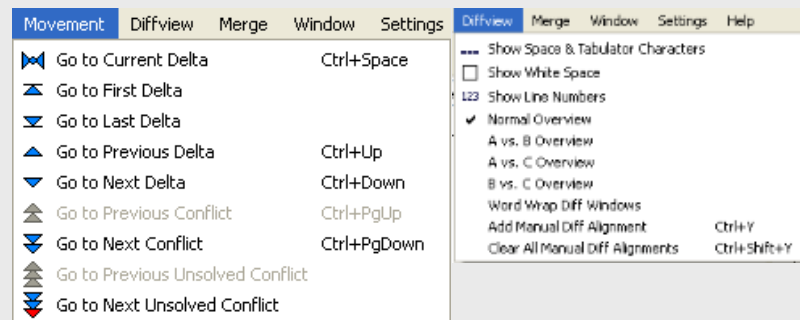 Movement Diffview Merge Window Settings
Go to Current Delta Ctrl+Space
Go to First Delta
Go to Last Delta
Go to Previous Delta Ctrl+Up
Go to Next Delta Ctrl+Down
Go to Previous Conflict Ctrl+PgUp
Go to Next Conflict Ctrl+PgDown
Go to Previous Unsolved Conflict
Go to Next Unsolved Conflict
Diffview Merge Window Settings Help
Show Space & Tabulator Characters
Show White Space
123 Show Line Numbers
Normal Overview
A vs. B Overview
A vs. C Overview
B vs. C Overview
Word Wrap Diff Windows
Add Manual Diff Alignment Ctrl+Y
Clear All Manual Diff Alignments Ctrl+Shift+Y